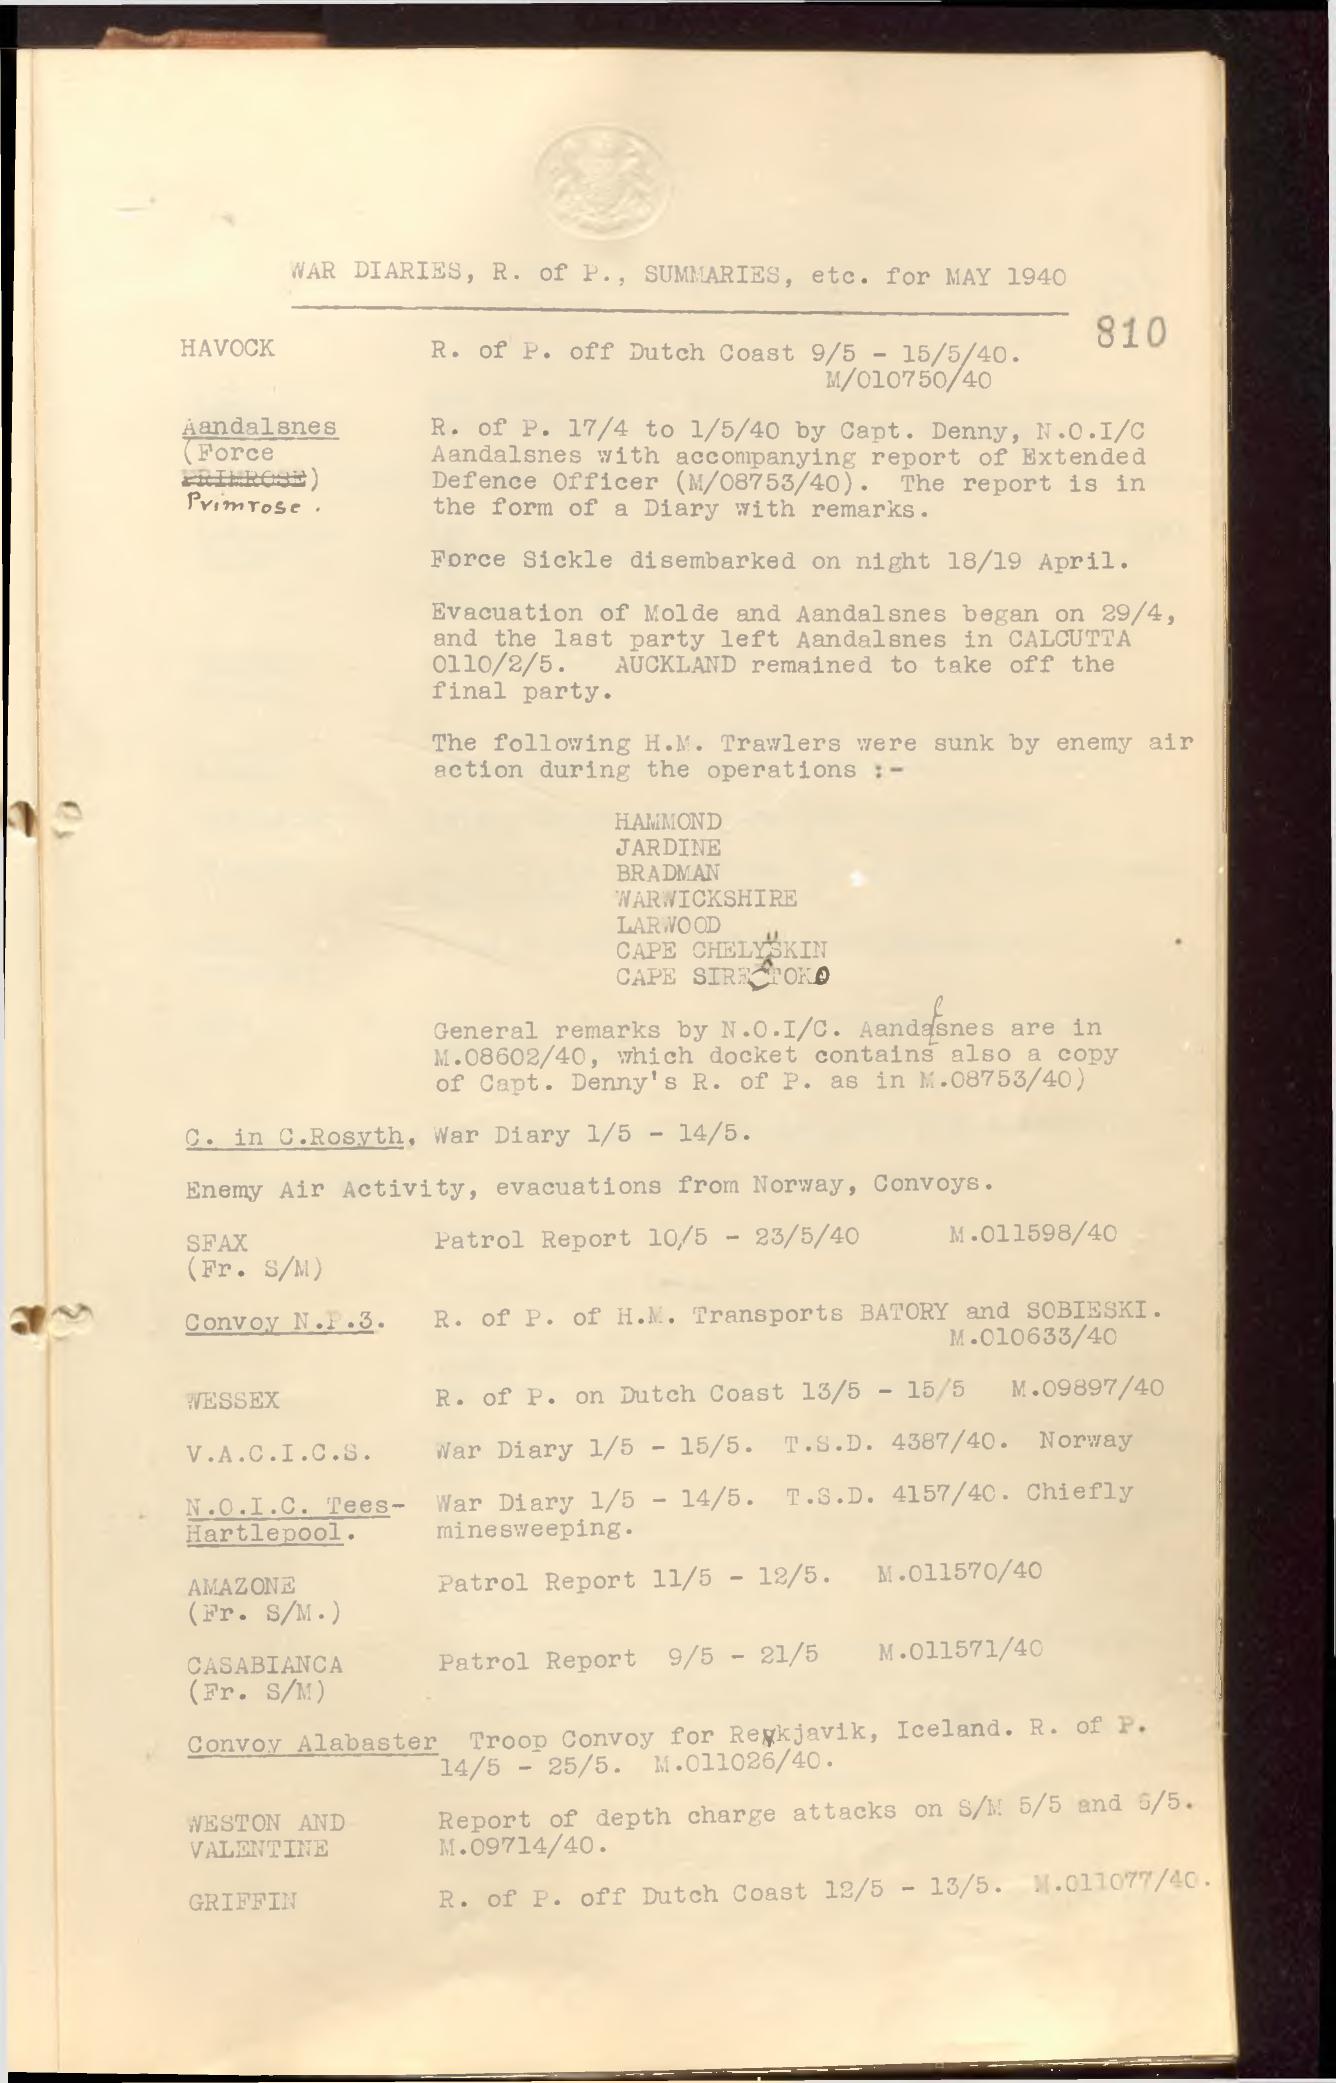 WAR DIARIES, R. of P., SUMMARIES, etc. for MAY 1940
810
HAVOCK R. of P. off Dutch Coast 9/5 - 15/5/40.
M/010750/40
Aandalsnes R. of P. 17/4 to 1/5/40 by Capt. Denny, N.O.I/C
(Force Aandalsnes with accompanying report of Extended
PRIMROSE) Defence Officer (M/08753/40). The report is in
Primrose. the form of a Diary with remarks.
Force Sickle disembarked on night 18/19 April.
Evacuation of Molde and Aandalsnes began on 29/4,
and the last party left Aandalsnes in CALCUTTA
0110/2/5. AUCKLAND remained to take off the
final party.
The following H.M. Trawlers were sunk by enemy air
action during the operations :-
HAMMOND
JARDINE
BRADMAN
WARWICKSHIRE
LARWOOD
CAPE CHELYSKIN
CAPE SIRETOKO
General remarks by N.O.I/C. Aandalsnes are in
M.08602/40, which docket contains also a copy
of Capt. Denny's R. of P. as in M.08753/40)
C. in C.Rosyth, War Diary 1/5 - 14/5.
Enemy Air Activity, evacuations from Norway, Convoys.
SFAX Patrol Report 10/5 - 23/5/40 M.011598/40
(Fr. S/M)
Convoy N.P.3. R. of P. of H.M. Transports BATORY and SOBIESKI.
M.010633/40
WESSEX R. of P. on Dutch Coast 13/5 - 15/5 M.09897/40
V.A.C.I.C.S. War Diary 1/5 - 15/5. T.S.D. 4387/40. Norway
N.O.I.C. Tees- War Diary 1/5 - 14/5. T.S.D. 4157/40. Chiefly
Hartlepool. minesweeping.
AMAZONE Patrol Report 11/5 - 12/5. M.011570/40
(Fr. S/M.)
CASABIANCA Patrol Report 9/5 - 21/5 M.011571/40
(Fr. S/M)
Convoy Alabaster Troop Convoy for Reykjavik, Iceland. R. of P.
14/5 - 25/5. M.011026/40.
WESTON AND Report of depth charge attacks on S/M 5/5 and 6/5.
VALENTINE M.09714/40.
GRIFFIN R. of P. off Dutch Coast 12/5 - 13/5. M.011077/40.